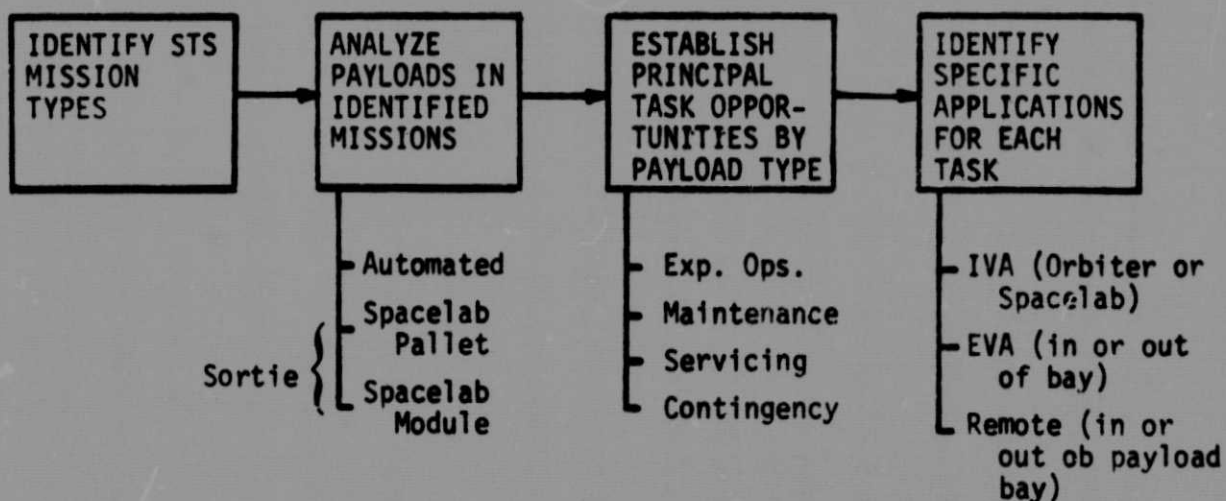 IDENTIFY STS
MISSION
TYPES
ANALYZE
PAYLOADS IN
IDENTIFIED
MISSIONS
ESTABLISH
PRINCIPAL
TASK OPPOR-
TUNITIES BY
PAYLOAD TYPE
IDENTIFY
SPECIFIC
APPLICATIONS
FOR EACH
TASK
Automated
Spacelab
Pallet
Sortie
Spacelab
Module
Exp. Ops.
Maintenance
Servicing
Contingency
IVA (Orbiter or
Spacelab)
EVA (in or out
of bay)
Remote (in or
out ob payload
bay)